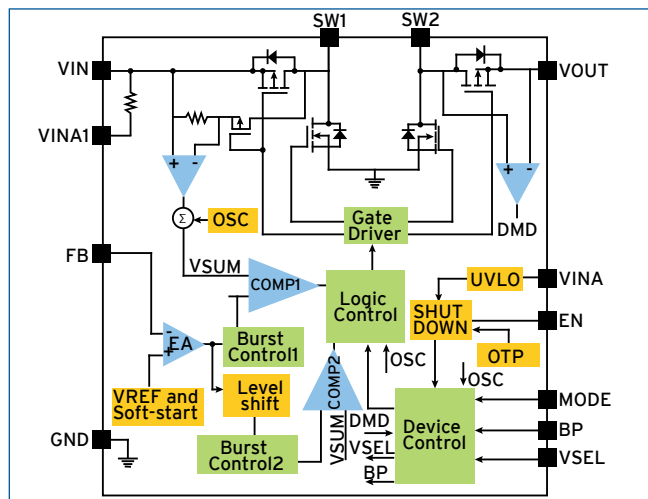 SW1 SW2
VIN VOUT
VINA1
+ - + -
DMD
Σ OSC
Gate
Driver
FB
VSUM
COMP1
Logic
Control
UVLO VINA
SHUT
DOWN
EN
OTP
- EA +
Burst
Control1
COMP2
OSC
OSC
VREF and
Soft-start
Level
shift
MODE
GND
Burst
Control2
VSUM
DMD
VSEL
BP
Device
Control
BP
VSEL